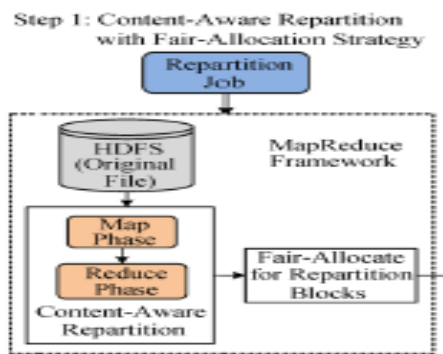 Step 1: Content-Aware Repartition
with Fair-Allocation Strategy
Repartition
Job
HDFS
(Original
File)
MapReduce
Framework
Map
Phase
Reduce
Phase
Content-Aware
Repartition
Fair-Allocate
for Repartition
Blocks